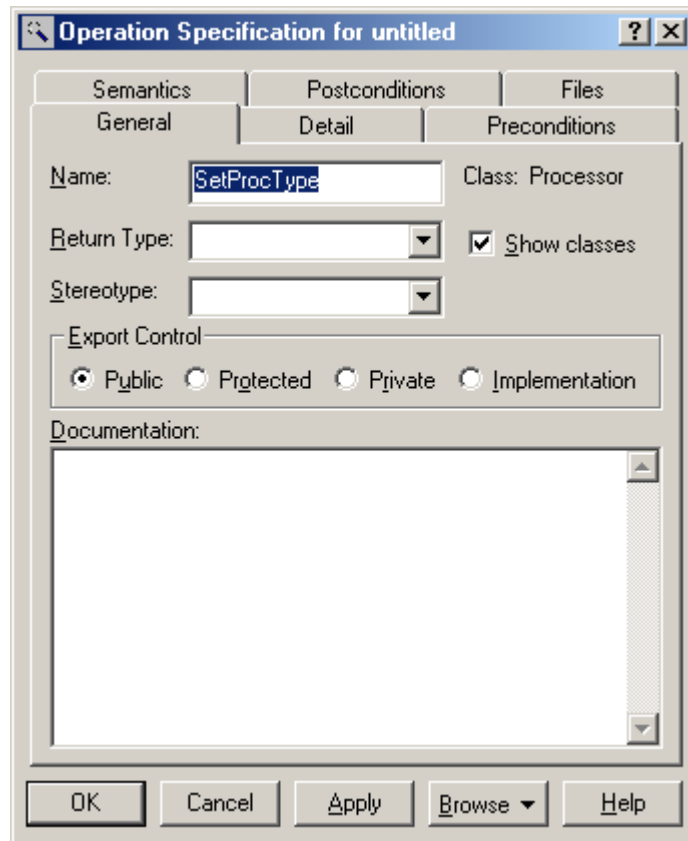 Operation Specification for untitled
Semantics Postconditions Files
General Detail Preconditions
Name: SetProcType Class: Processor
Return Type: Show classes
Stereotype:
Export Control
Public Protected Private Implementation
Documentation:
OK Cancel Apply Browse Help